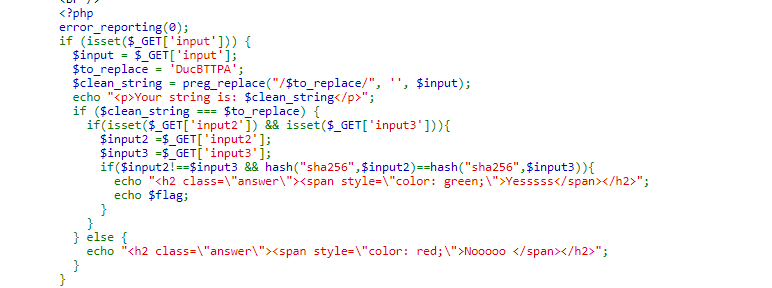 <?php
error_reporting(0);
if (isset($_GET['input'])) {
  $input = $_GET['input'];
  $to_replace = 'DucBTTPA';
  $clean_string = preg_replace("/$to_replace/", '', $input);
  echo "<p>Your string is: $clean_string</p>";
  if ($clean_string === $to_replace) {
    if(isset($_GET['input2']) && isset($_GET['input3'])){
      $input2 =$_GET['input2'];
      $input3 =$_GET['input3'];
      if($input2!==$input3 && hash("sha256",$input2)==hash("sha256",$input3)){
        echo "<h2 class=\"answer\"><span style=\"color: green;\">Yesssss</span></h2>";
        echo $flag;
      }
    }
  } else {
    echo "<h2 class=\"answer\"><span style=\"color: red;\">Nooooo </span></h2>";
  }
}